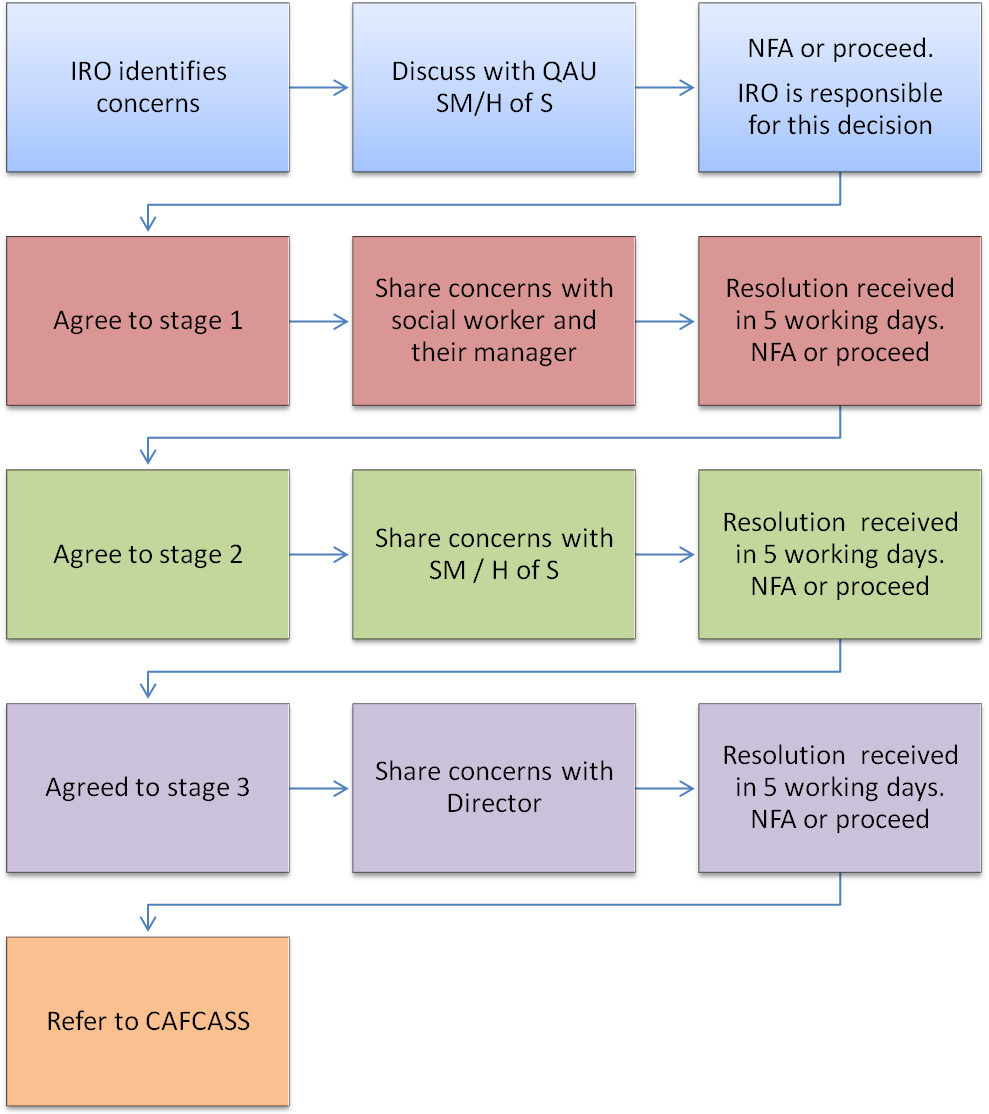 IRO identifies
concerns
Discuss with QAU
SM/H of S
NFA or proceed.
IRO is responsible
for this decision
Agree to stage 1
Share concerns with
social worker and
their manager
Resolution received
in 5 working days.
NFA or proceed
Agree to stage 2
Share concerns with
SM / H of S
Resolution  received
in 5 working days.
NFA or proceed
Agreed to stage 3
Share concerns with
Director
Resolution  received
in 5 working days.
NFA or proceed
Refer to CAFCASS